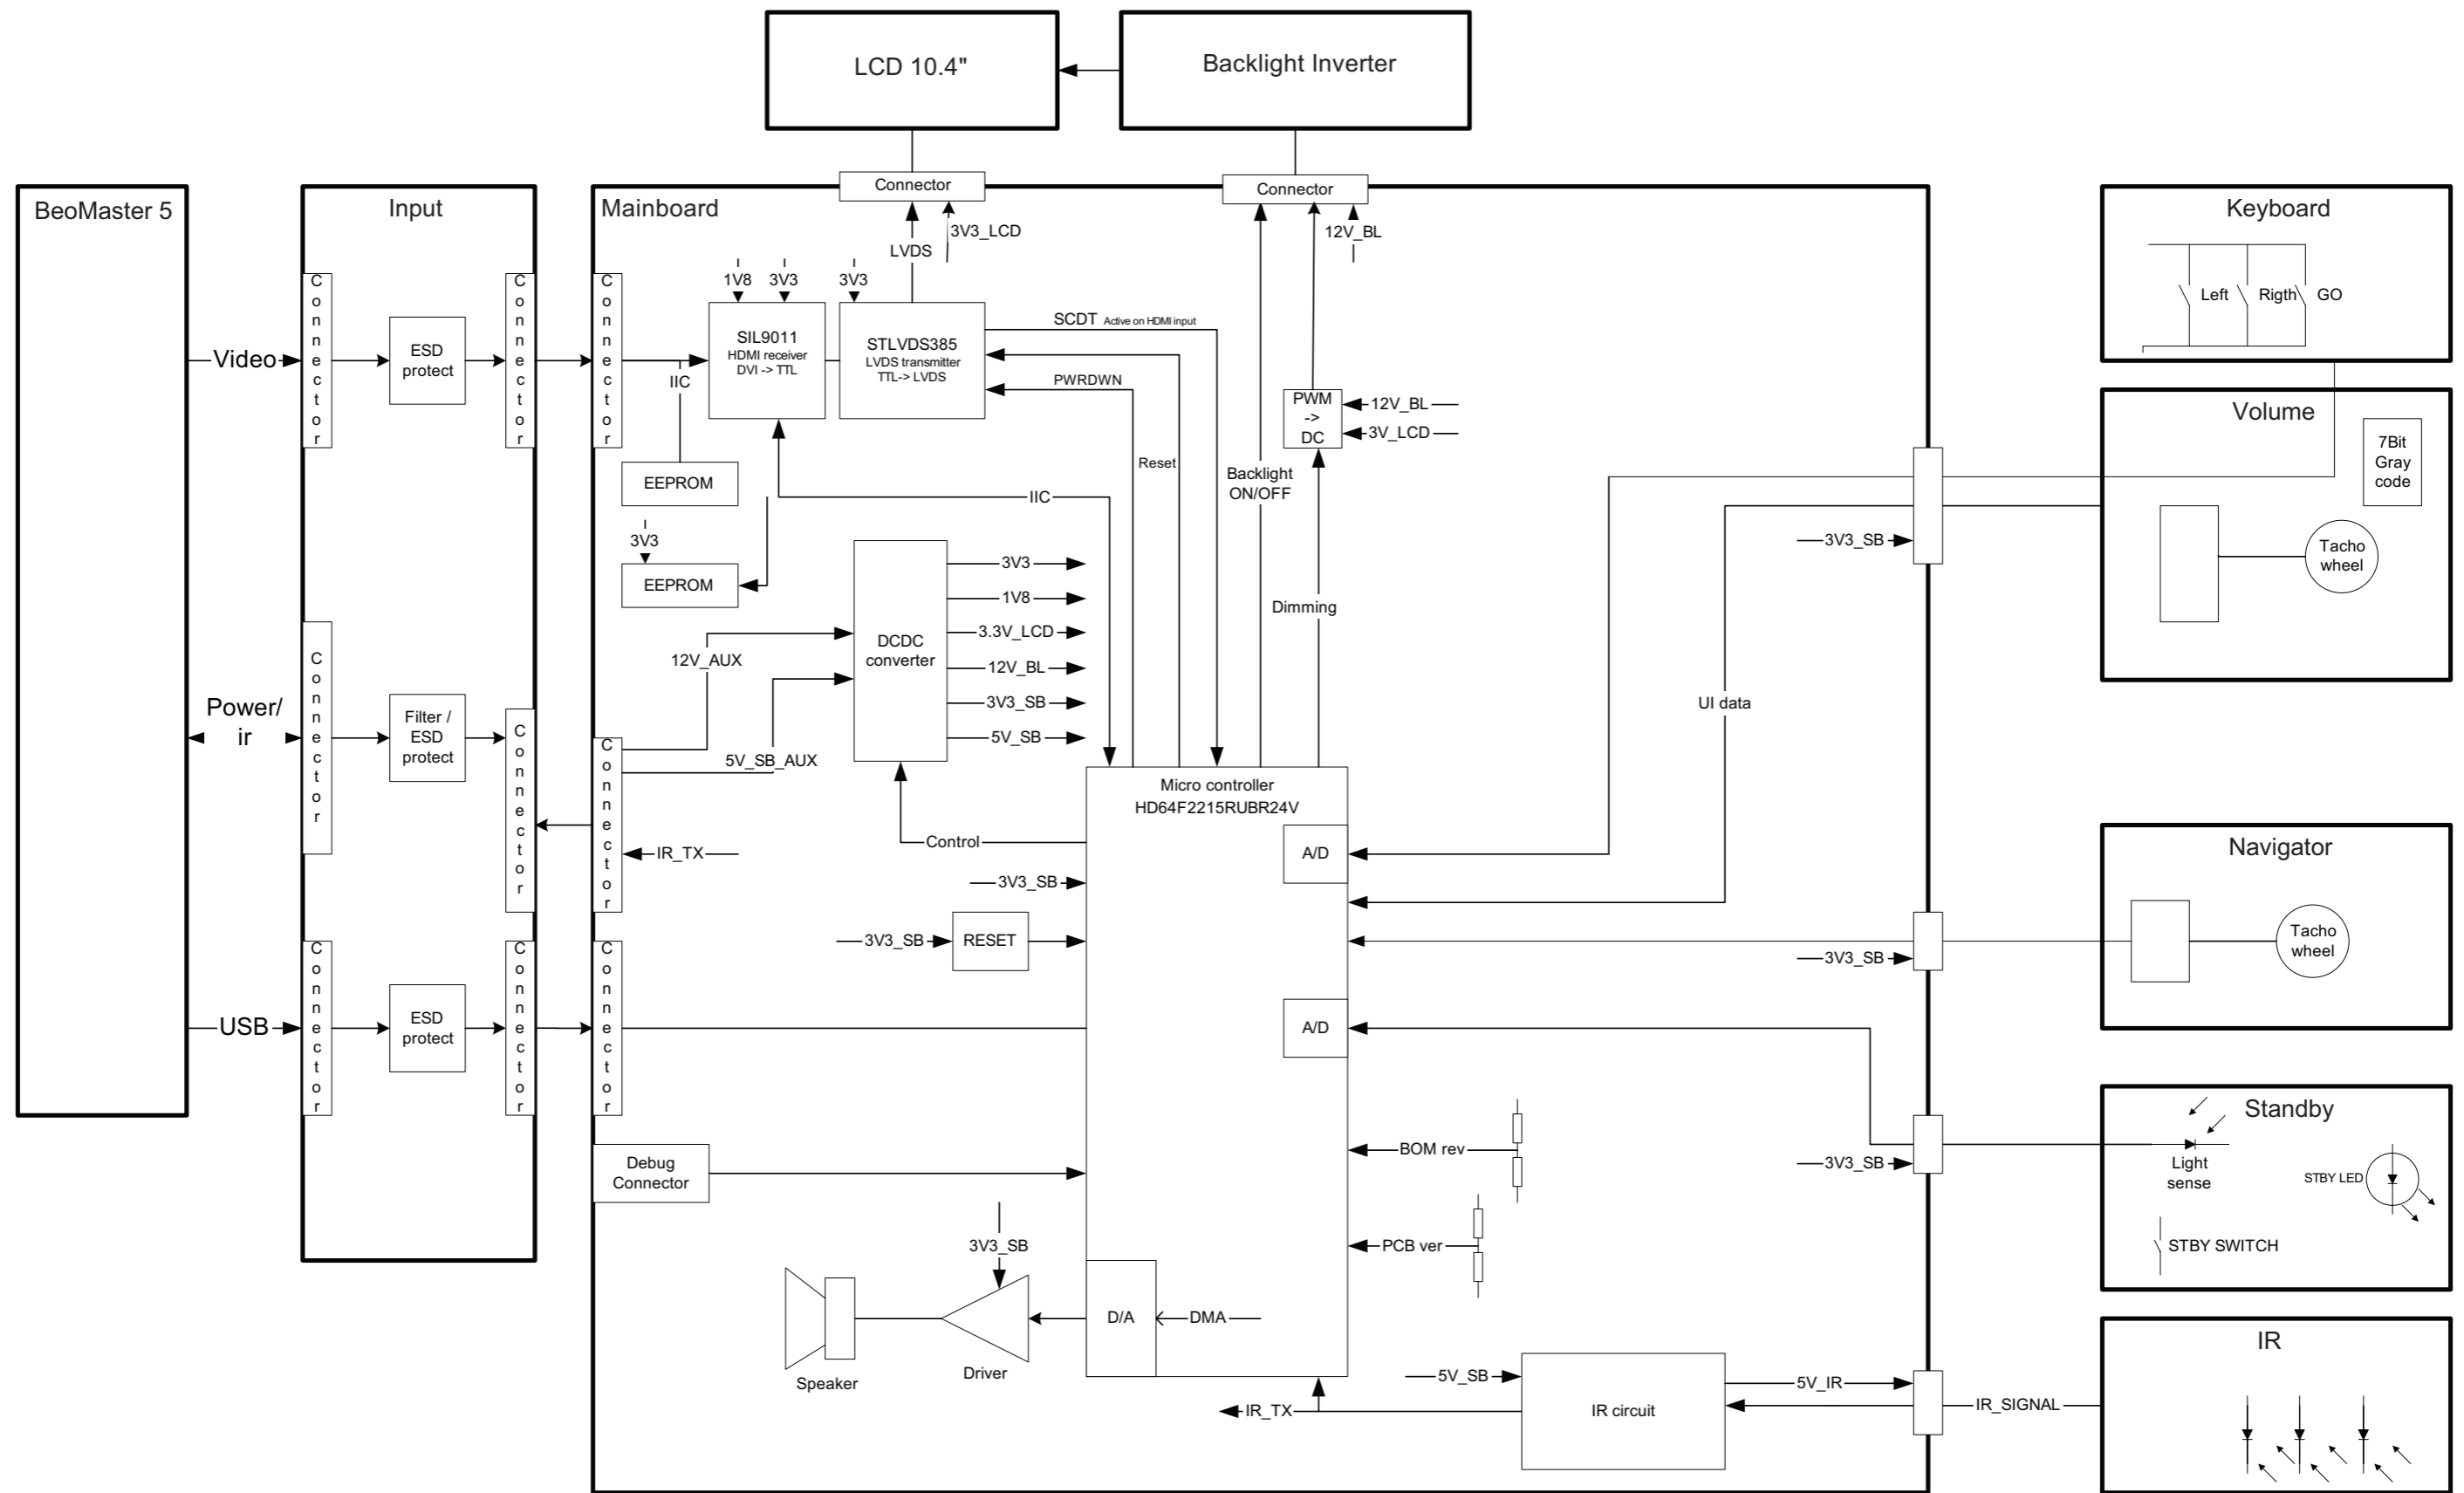 LCD 10.4"
Backlight Inverter
Connector
Connector
BeoMaster 5
Input
Mainboard
Keyboard
Left
Rigth
GO
3V3_LCD
LVDS
12V_BL
1V8
3V3
3V3
Video
Connector
ESD
protect
Connector
Connector
IIC
SIL9011
HDMI receiver
DVI -> TTL
STLVDS385
LVDS transmitter
TTL-> LVDS
SCDT Active on HDMI input
PWRDWN
Reset
PWM
->
DC
12V_BL
3V_LCD
Backlight
ON/OFF
Volume
7Bit
Gray
code
Tacho
wheel
EEPROM
IIC
3V3
EEPROM
3V3_SB
DCDC
converter
3V3
1V8
3.3V_LCD
12V_BL
3V3_SB
5V_SB
Dimming
12V_AUX
5V_SB_AUX
UI data
Power/
ir
Connector
Filter /
ESD
protect
Connector
Connector
Micro controller
HD64F2215RUBR24V
Control
IR_TX
A/D
3V3_SB
3V3_SB
RESET
Navigator
Tacho
wheel
3V3_SB
USB
Connector
ESD
protect
Connector
Connector
A/D
Debug
Connector
BOM rev
PCB ver
3V3_SB
Standby
Light
sense
STBY LED
STBY SWITCH
3V3_SB
Speaker
Driver
D/A
DMA
5V_SB
IR circuit
5V_IR
IR_TX
IR_SIGNAL
IR